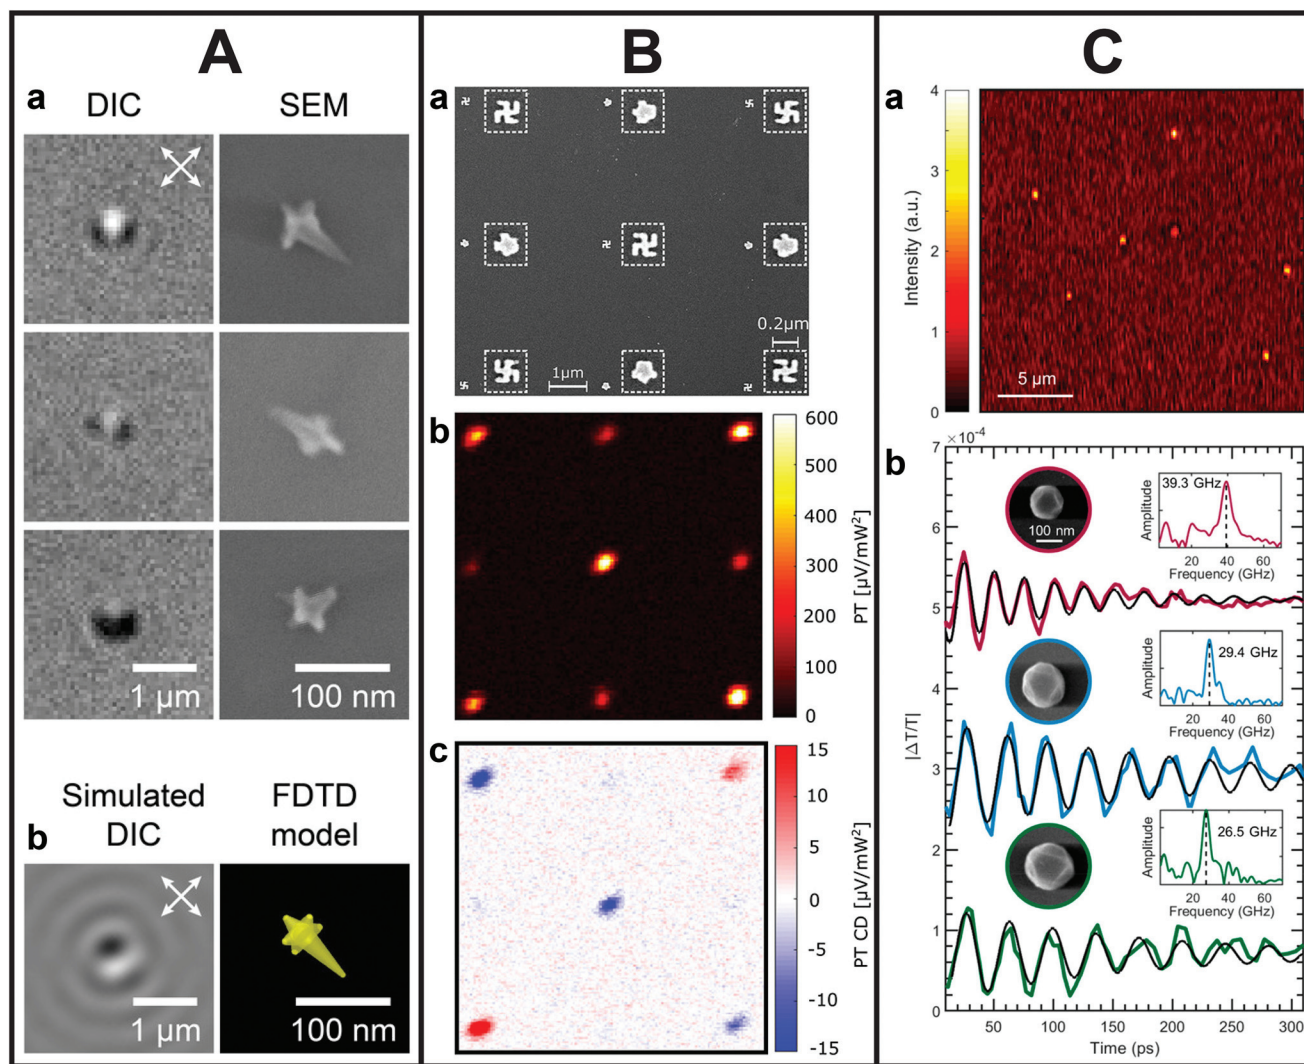 A
a
DIC
SEM
1 µm
100 nm
b
Simulated
DIC
FDTD
model
1 µm
100 nm
B
a
0.2µm
1µm
b
600
500
400
300
200
100
0
PT [µV/mW²]
c
15
10
5
0
-5
-10
-15
PT CD [µV/mW²]
C
a
Intensity (a.u.)
4
3
2
1
0
5 µm
b
×10⁻⁴
7
6
5
4
3
2
1
0
|ΔT/T|
100 nm
39.3 GHz
Amplitude
20 40 60
Frequency (GHz)
29.4 GHz
Amplitude
20 40 60
Frequency (GHz)
26.5 GHz
Amplitude
20 40 60
Frequency (GHz)
50 100 150 200 250 300
Time (ps)